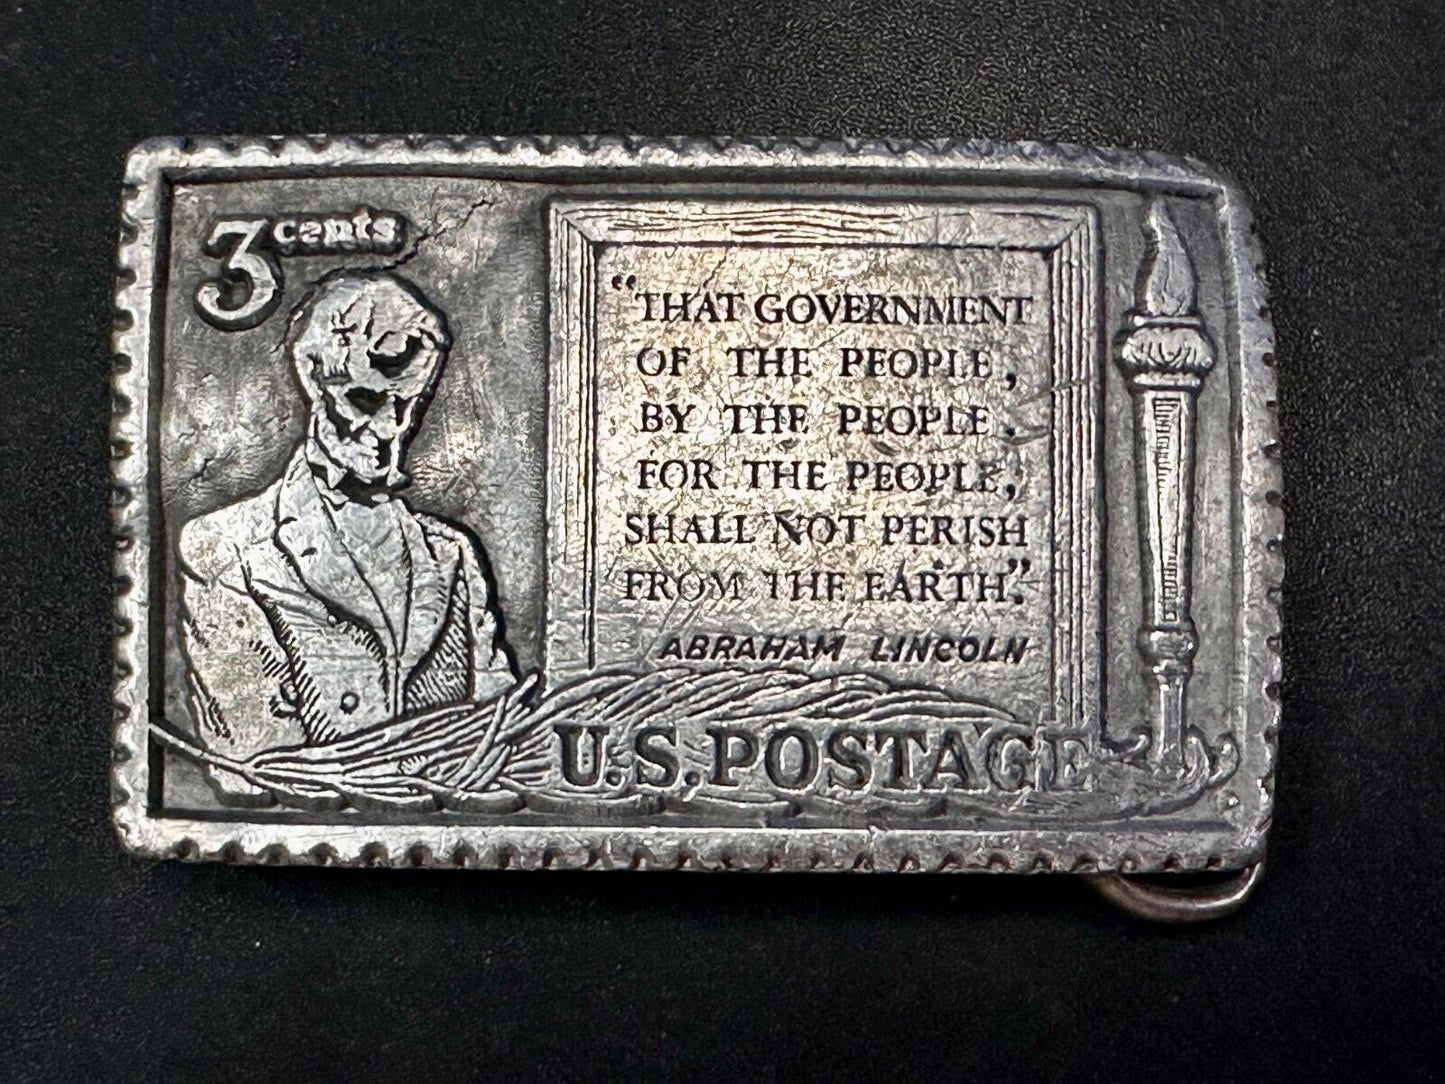 3 cents
“THAT GOVERNMENT
OF THE PEOPLE,
BY THE PEOPLE,
FOR THE PEOPLE,
SHALL NOT PERISH
FROM THE EARTH.”
ABRAHAM LINCOLN
U.S. POSTAGE